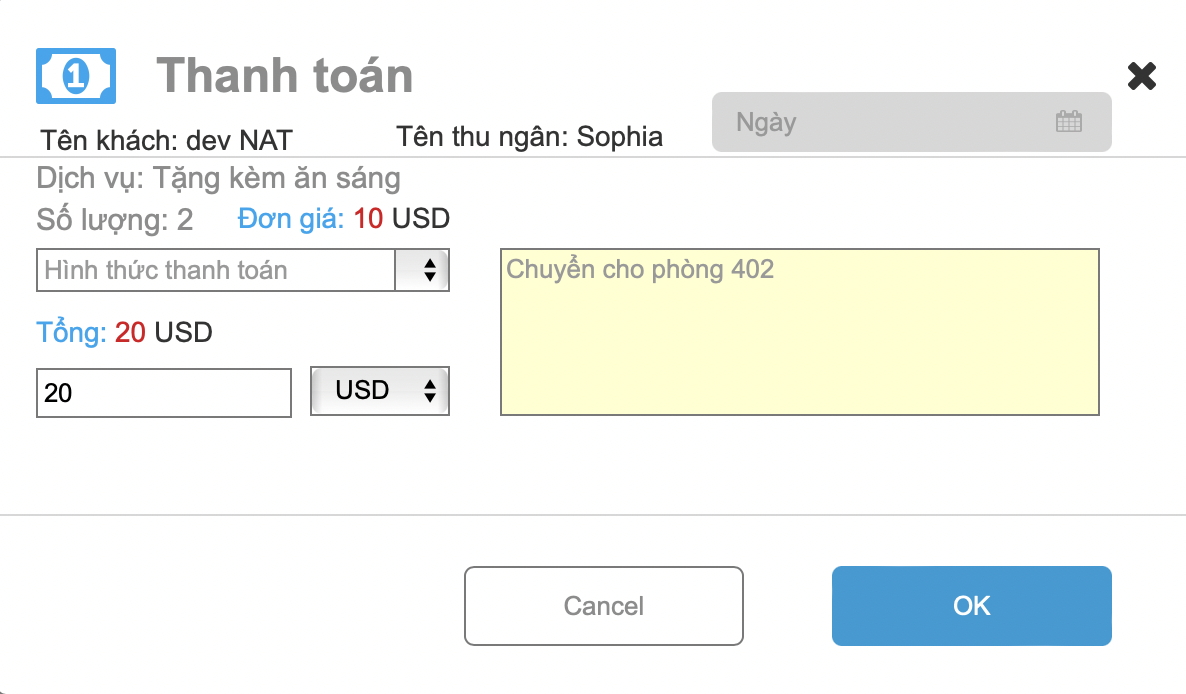 1 Thanh toán
Tên khách: dev NAT Tên thu ngân: Sophia Ngày
Dịch vụ: Tặng kèm ăn sáng
Số lượng: 2 Đơn giá: 10 USD
Hình thức thanh toán
Chuyển cho phòng 402
Tổng: 20 USD
20 USD
Cancel OK